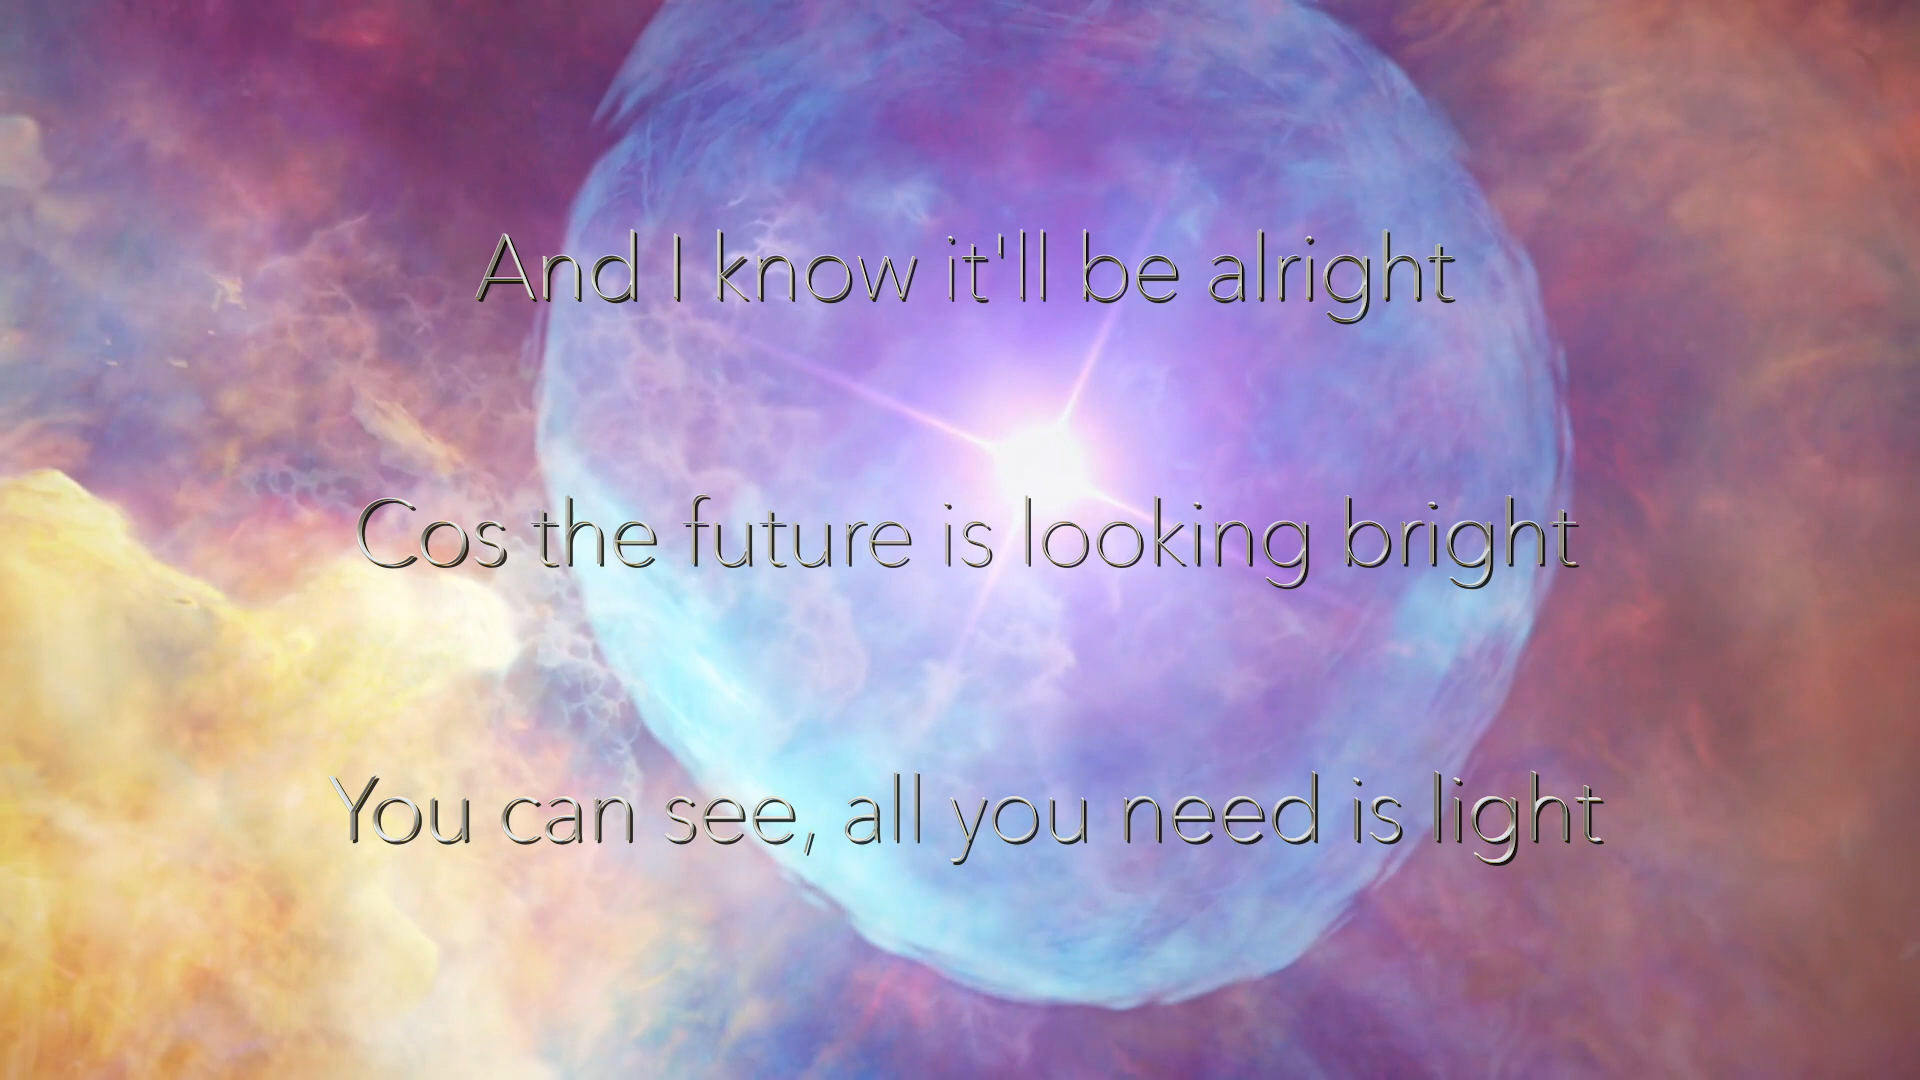 And I know it'll be alright
Cos the future is looking bright
You can see, all you need is light